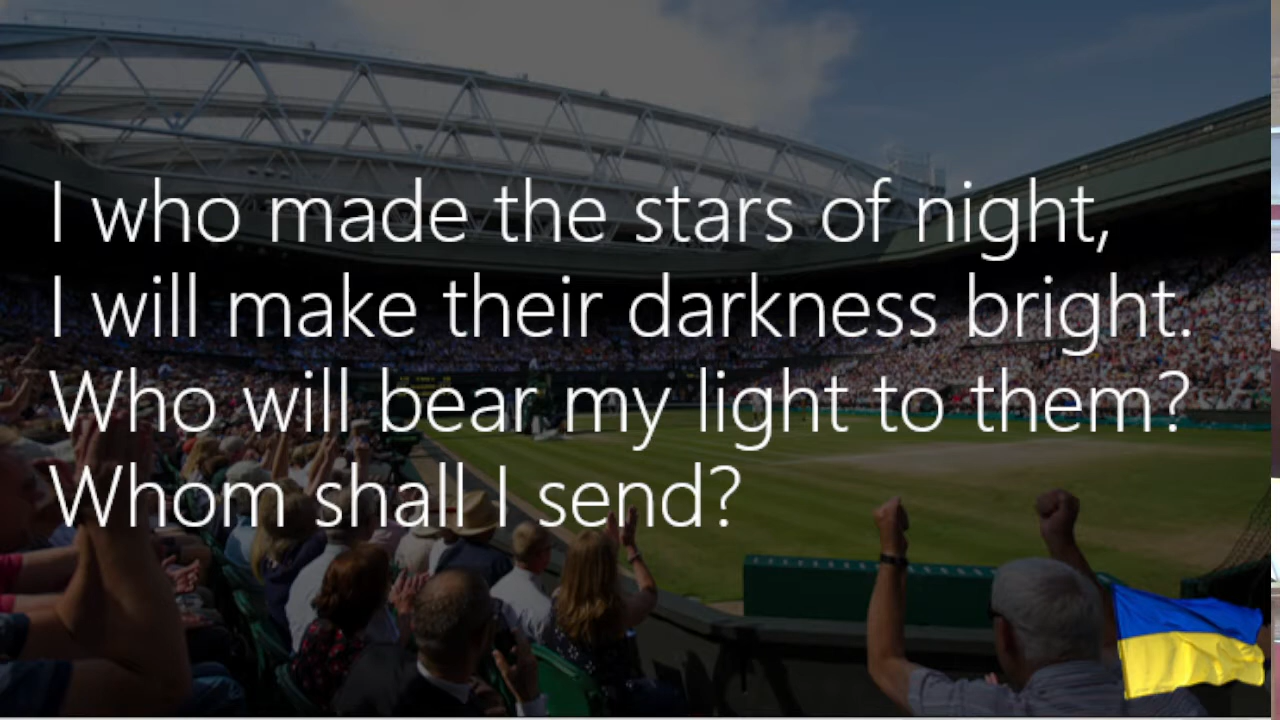 I who made the stars of night,
I will make their darkness bright.
Who will bear my light to them?
Whom shall I send?